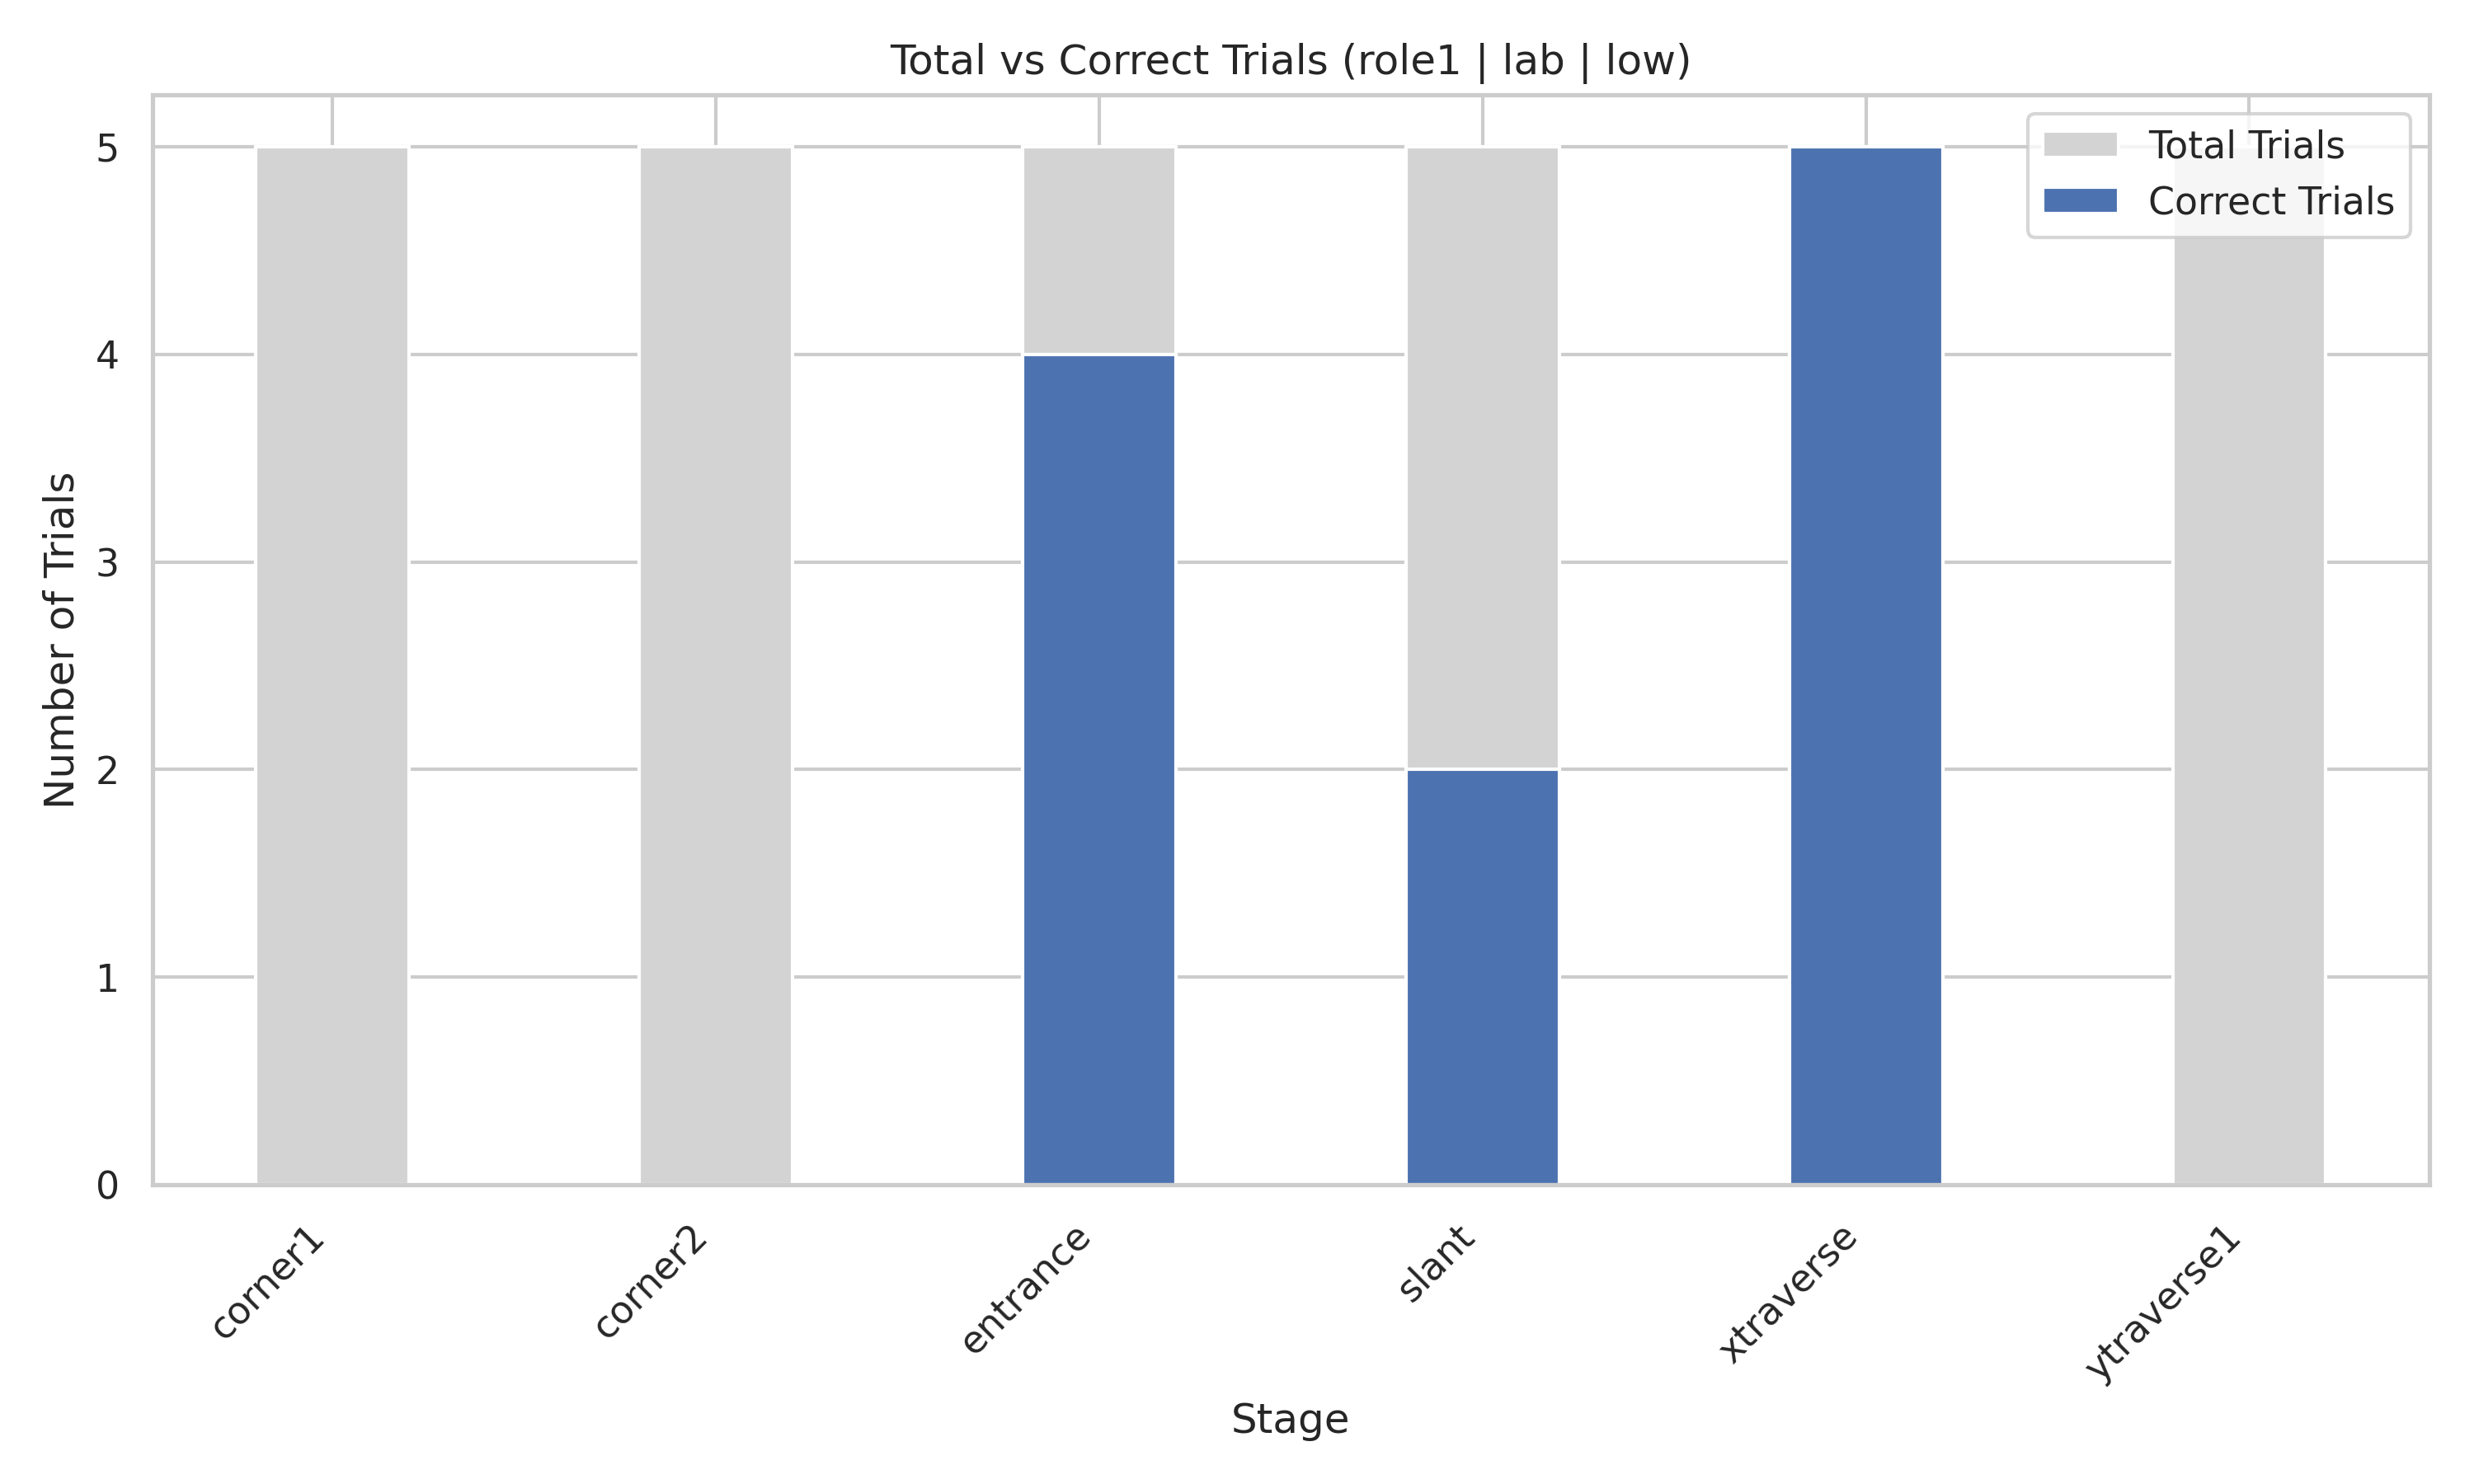 Total vs Correct Trials (role1 | lab | low)
Total Trials
Correct Trials
Number of Trials
5
4
3
2
1
0
corner1
corner2
entrance
slant
xtraverse
ytraverse1
Stage